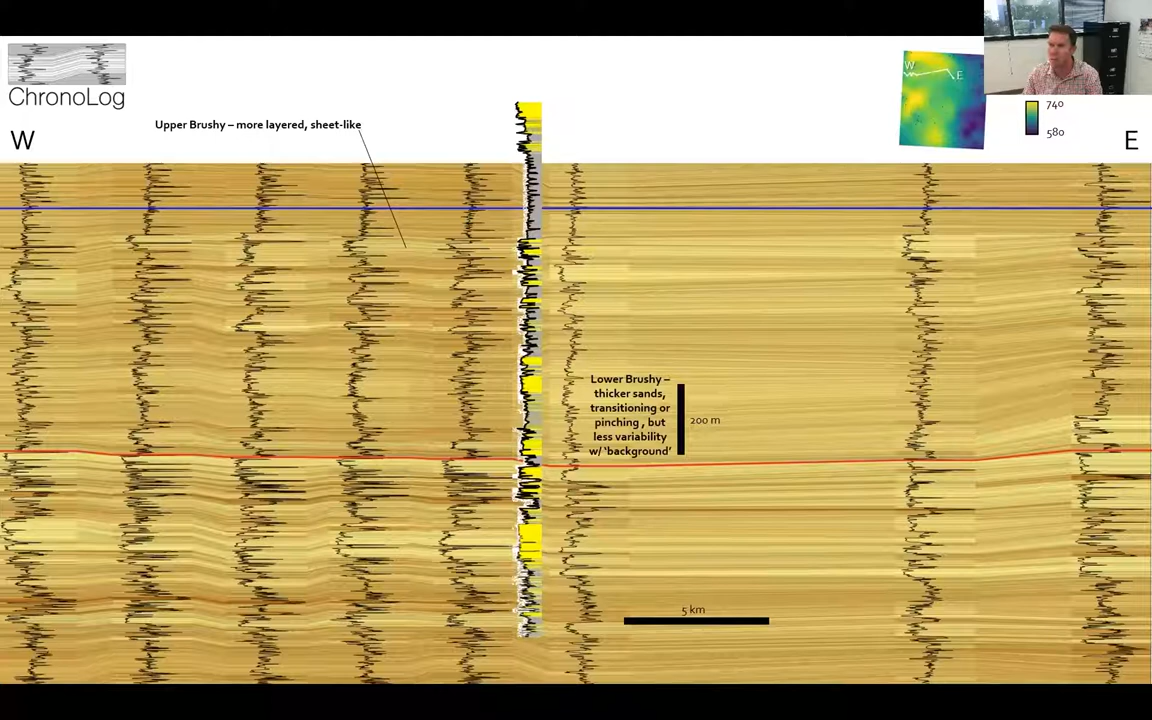 ChronoLog
W
Upper Brushy – more layered, sheet-like
W
E
740
580
E
Lower Brushy –
thicker sands,
transitioning or
pinching , but
less variability
w/ ‘background’
200 m
5 km